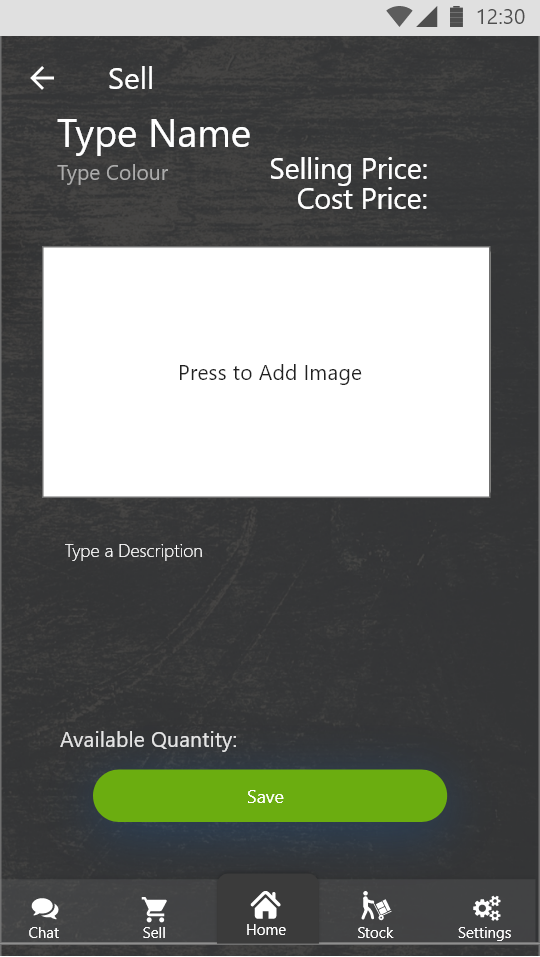 12:30
Sell
Type Name
Type Colour
Selling Price:
Cost Price:
Press to Add Image
Type a Description
Available Quantity:
Save
Chat
Sell
Home
Stock
Settings